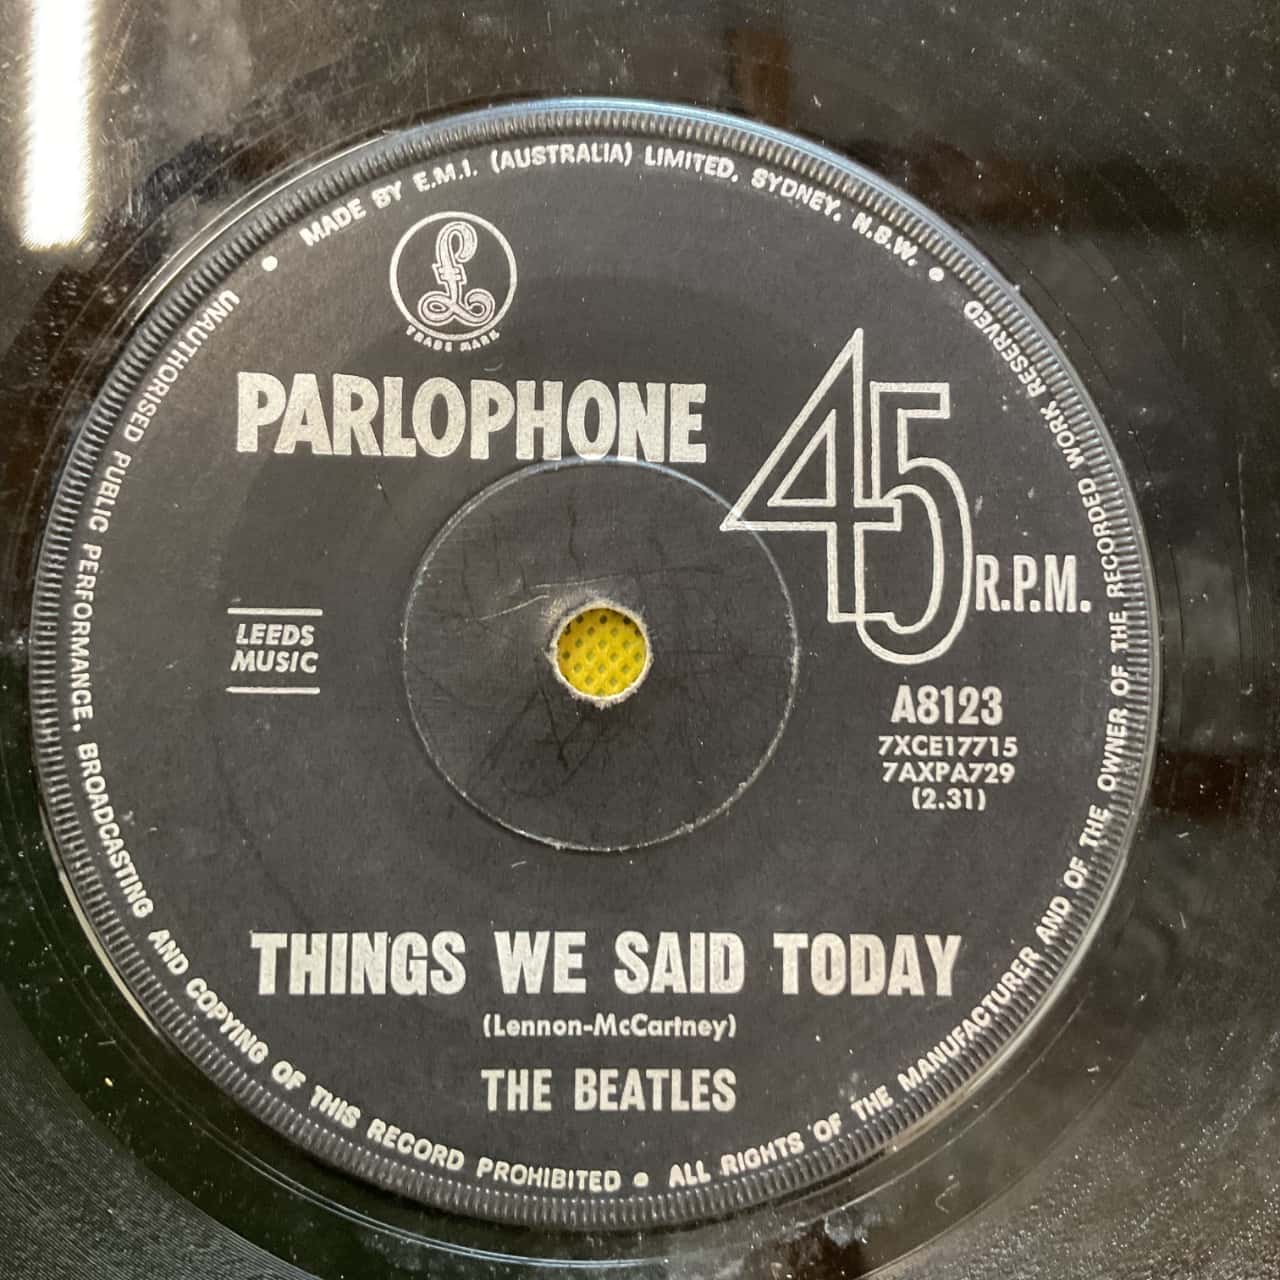 MADE BY E.M.I. (AUSTRALIA) LIMITED, SYDNEY, N.S.W.
£
TRADE MARK
PARLOPHONE
45
R.P.M.
LEEDS
MUSIC
A8123
7XCE17715
7AXPA729
(2.31)
THINGS WE SAID TODAY
(Lennon-McCartney)
THE BEATLES
UNAUTHORISED PUBLIC PERFORMANCE, BROADCASTING AND COPYING OF THIS RECORD PROHIBITED • ALL RIGHTS OF THE MANUFACTURER AND OF THE OWNER OF THE RECORDED WORK RESERVED